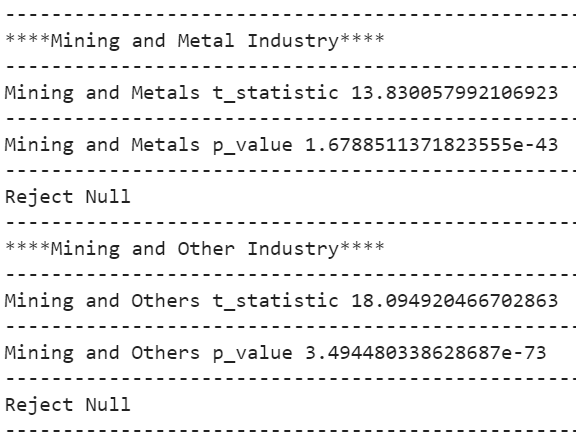 --------------------------------------------------
****Mining and Metal Industry****
--------------------------------------------------
Mining and Metals t_statistic 13.830057992106923
--------------------------------------------------
Mining and Metals p_value 1.6788511371823555e-43
--------------------------------------------------
Reject Null
--------------------------------------------------
****Mining and Other Industry****
--------------------------------------------------
Mining and Others t_statistic 18.094920466702863
--------------------------------------------------
Mining and Others p_value 3.494480338628687e-73
--------------------------------------------------
Reject Null
--------------------------------------------------